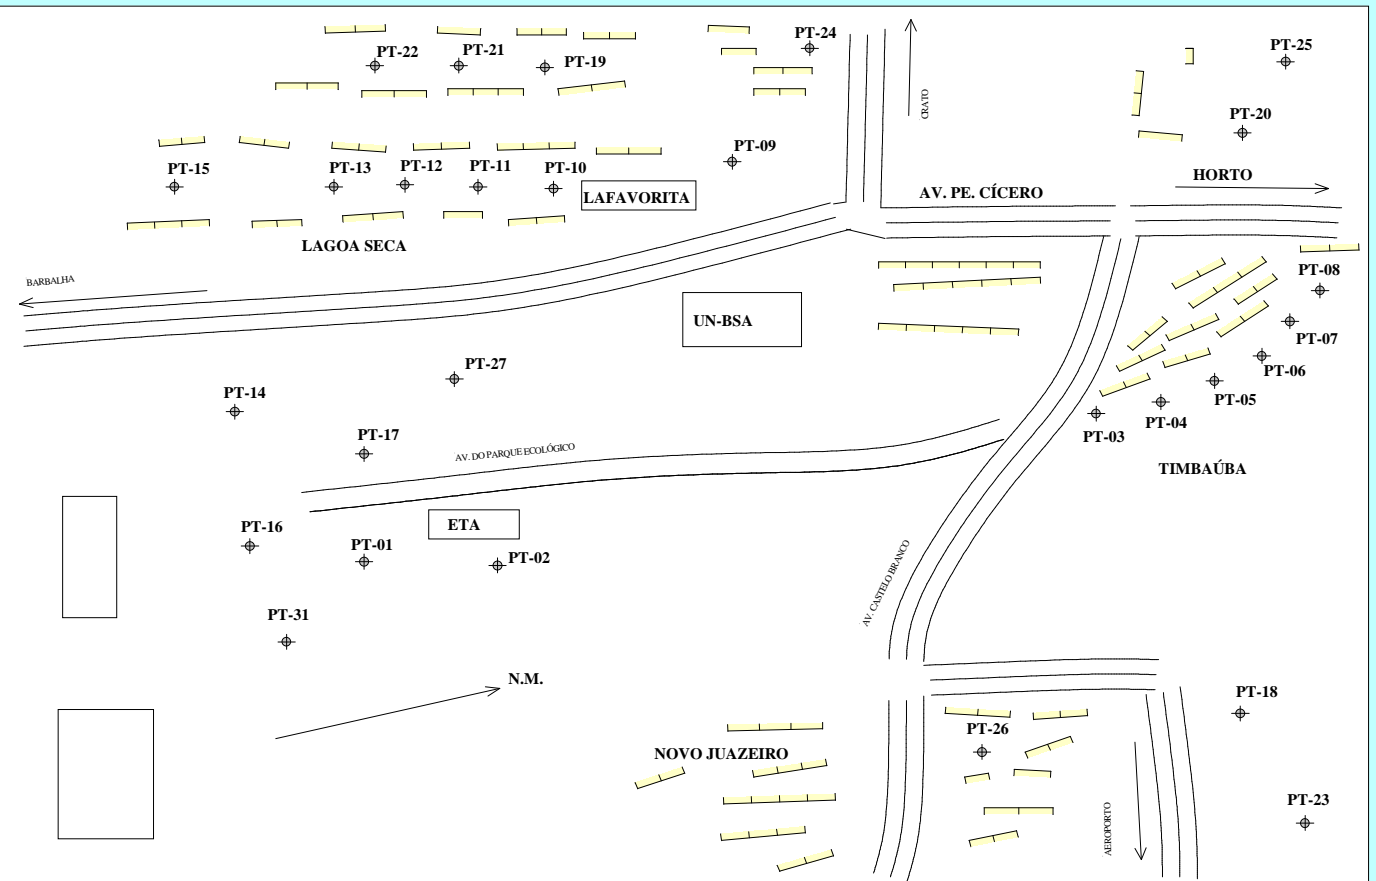 PT-24
PT-22
PT-21
PT-19
PT-25
CRATO
PT-20
PT-09
PT-15
PT-13
PT-12
PT-11
PT-10
LAFAVORITA
HORTO
AV. PE. CÍCERO
LAGOA SECA
BARBALHA
PT-08
UN-BSA
PT-07
PT-27
PT-06
PT-14
PT-05
PT-04
PT-03
PT-17
AV. DO PARQUE ECOLÓGICO
TIMBAÚBA
PT-16
ETA
PT-01
PT-02
AV. CASTELO BRANCO
PT-31
N.M.
PT-18
PT-26
NOVO JUAZEIRO
PT-23
AEROPORTO